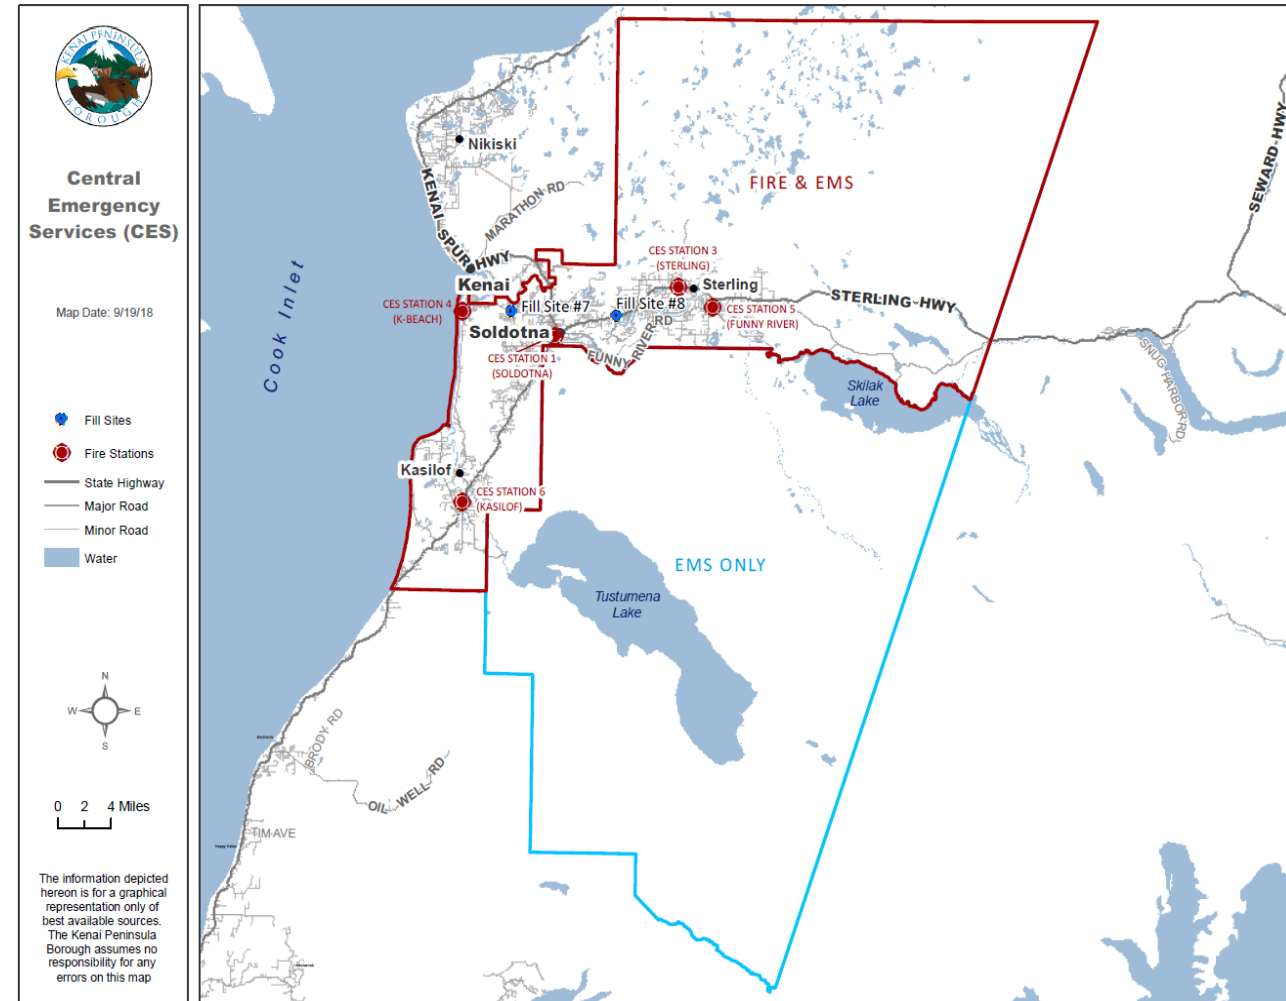 KENAI PENINSULA
BOROUGH
Central
Emergency
Services (CES)
Map Date: 9/19/18
Fill Sites
Fire Stations
State Highway
Major Road
Minor Road
Water
N
W E
S
0 2 4 Miles
The information depicted
hereon is for a graphical
representation only of
best available sources.
The Kenai Peninsula
Borough assumes no
responsibility for any
errors on this map
Cook Inlet
Nikiski
KENAI SPUR HWY
MARATHON RD
FIRE & EMS
SEWARD HWY
CES STATION 3
(STERLING)
Kenai
Sterling
STERLING HWY
CES STATION 4
(K-BEACH)
Fill Site #7
Fill Site #8
CES STATION 5
(FUNNY RIVER)
Soldotna
FUNNY RIVER RD
CES STATION 1
(SOLDOTNA)
SNUG HARBOR RD
Skilak
Lake
Kasilof
CES STATION 6
(KASILOF)
EMS ONLY
Tustumena
Lake
BRODY RD
OIL WELL RD
TIM AVE